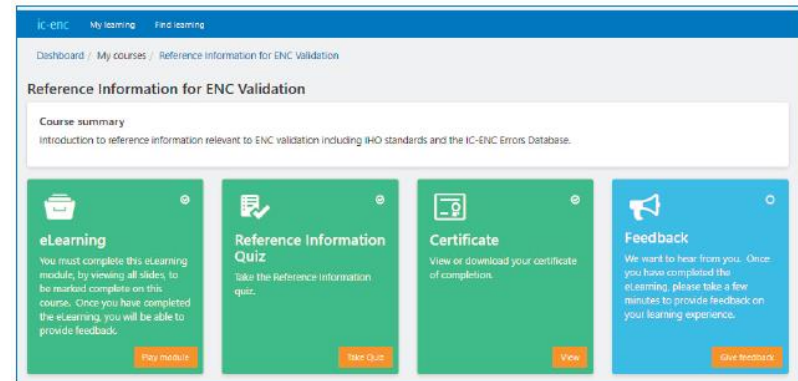 ic-enc My learning Find learning
Dashboard / My courses / Reference Information for ENC Validation
Reference Information for ENC Validation
Course summary
Introduction to reference information relevant to ENC validation including IHO standards and the IC-ENC Errors Database.
eLearning
You must complete this eLearning
module, by viewing all slides, to
be marked complete on this
course. Once you have completed
the eLearning, you will be able to
provide feedback.
Play module
Reference Information
Quiz
Take the Reference Information
quiz.
Take Quiz
Certificate
View or download your certificate
of completion.
View
Feedback
We want to hear from you. Once
you have completed the
eLearning, please take a few
minutes to provide feedback on
your learning experience.
Give feedback